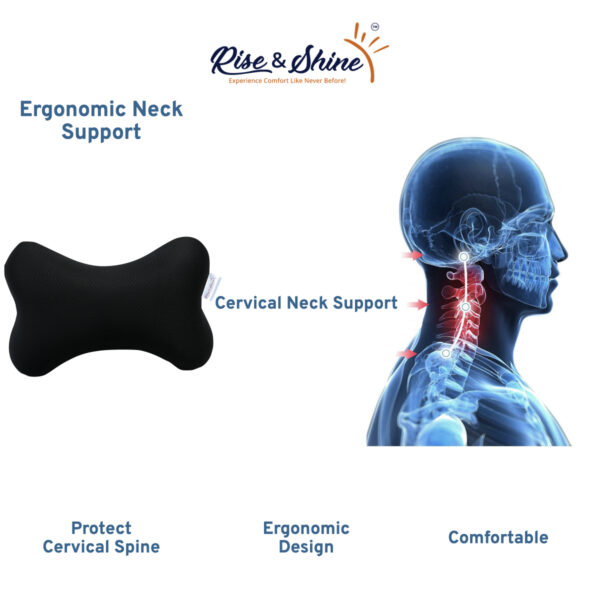 Rise & Shine
TM
Experience Comfort Like Never Before!
Ergonomic Neck
Support
Cervical Neck Support
Protect
Cervical Spine
Ergonomic
Design
Comfortable